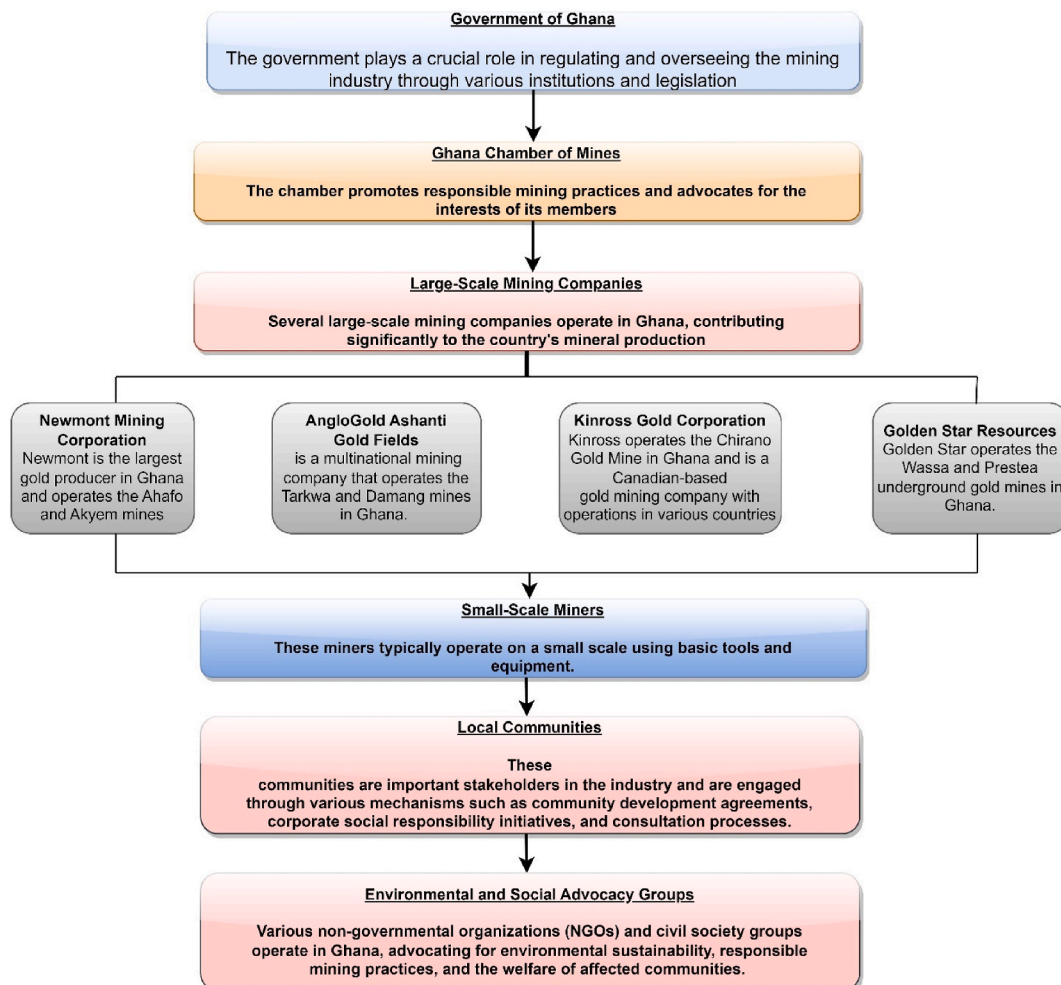 Government of Ghana
The government plays a crucial role in regulating and overseeing the mining
industry through various institutions and legislation
Ghana Chamber of Mines
The chamber promotes responsible mining practices and advocates for the
interests of its members
Large-Scale Mining Companies
Several large-scale mining companies operate in Ghana, contributing
significantly to the country's mineral production
Newmont Mining
Corporation
Newmont is the largest
gold producer in Ghana
and operates the Ahafo
and Akyem mines
AngloGold Ashanti
Gold Fields
is a multinational mining
company that operates the
Tarkwa and Damang mines
in Ghana.
Kinross Gold Corporation
Kinross operates the Chirano
Gold Mine in Ghana and is a
Canadian-based
gold mining company with
operations in various countries
Golden Star Resources
Golden Star operates the
Wassa and Prestea
underground gold mines in
Ghana.
Small-Scale Miners
These miners typically operate on a small scale using basic tools and
equipment.
Local Communities
These
communities are important stakeholders in the industry and are engaged
through various mechanisms such as community development agreements,
corporate social responsibility initiatives, and consultation processes.
Environmental and Social Advocacy Groups
Various non-governmental organizations (NGOs) and civil society groups
operate in Ghana, advocating for environmental sustainability, responsible
mining practices, and the welfare of affected communities.